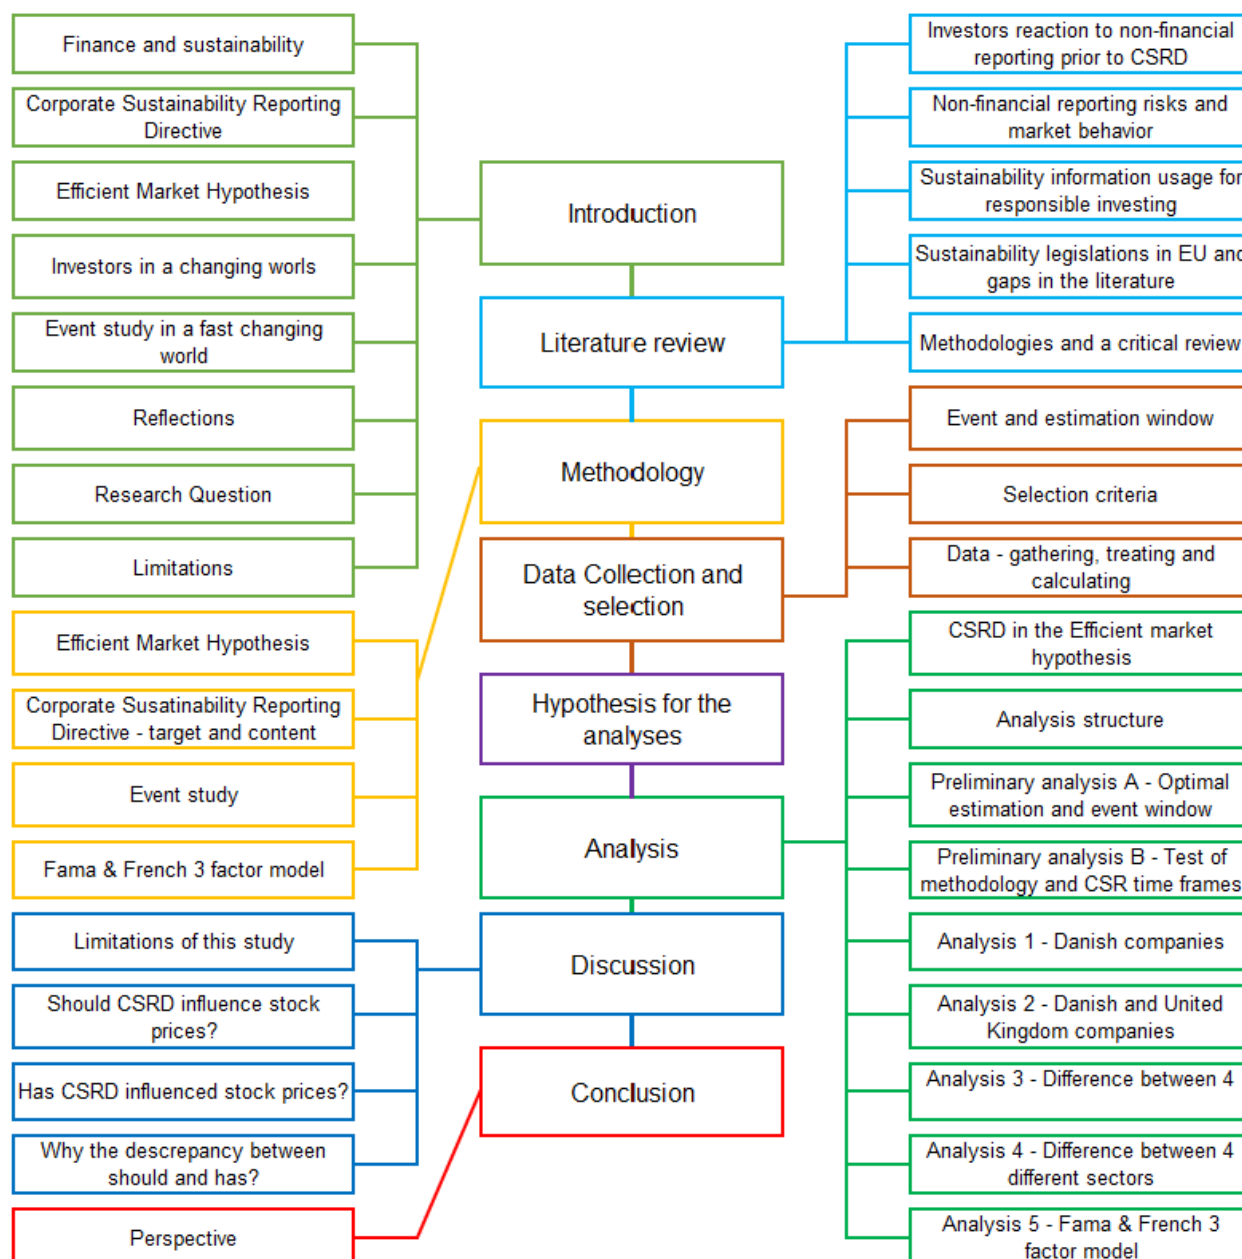 Finance and sustainability
Corporate Sustainability Reporting
Directive
Efficient Market Hypothesis
Investors in a changing worls
Event study in a fast changing
world
Reflections
Research Question
Limitations
Efficient Market Hypothesis
Corporate Susatinability Reporting
Directive - target and content
Event study
Fama & French 3 factor model
Limitations of this study
Should CSRD influence stock
prices?
Has CSRD influenced stock prices?
Why the descrepancy between
should and has?
Perspective
Introduction
Literature review
Methodology
Data Collection and
selection
Hypothesis for the
analyses
Analysis
Discussion
Conclusion
Investors reaction to non-financial
reporting prior to CSRD
Non-financial reporting risks and
market behavior
Sustainability information usage for
responsible investing
Sustainability legislations in EU and
gaps in the literature
Methodologies and a critical review
Event and estimation window
Selection criteria
Data - gathering, treating and
calculating
CSRD in the Efficient market
hypothesis
Analysis structure
Preliminary analysis A - Optimal
estimation and event window
Preliminary analysis B - Test of
methodology and CSR time frames
Analysis 1 - Danish companies
Analysis 2 - Danish and United
Kingdom companies
Analysis 3 - Difference between 4
Analysis 4 - Difference between 4
different sectors
Analysis 5 - Fama & French 3
factor model